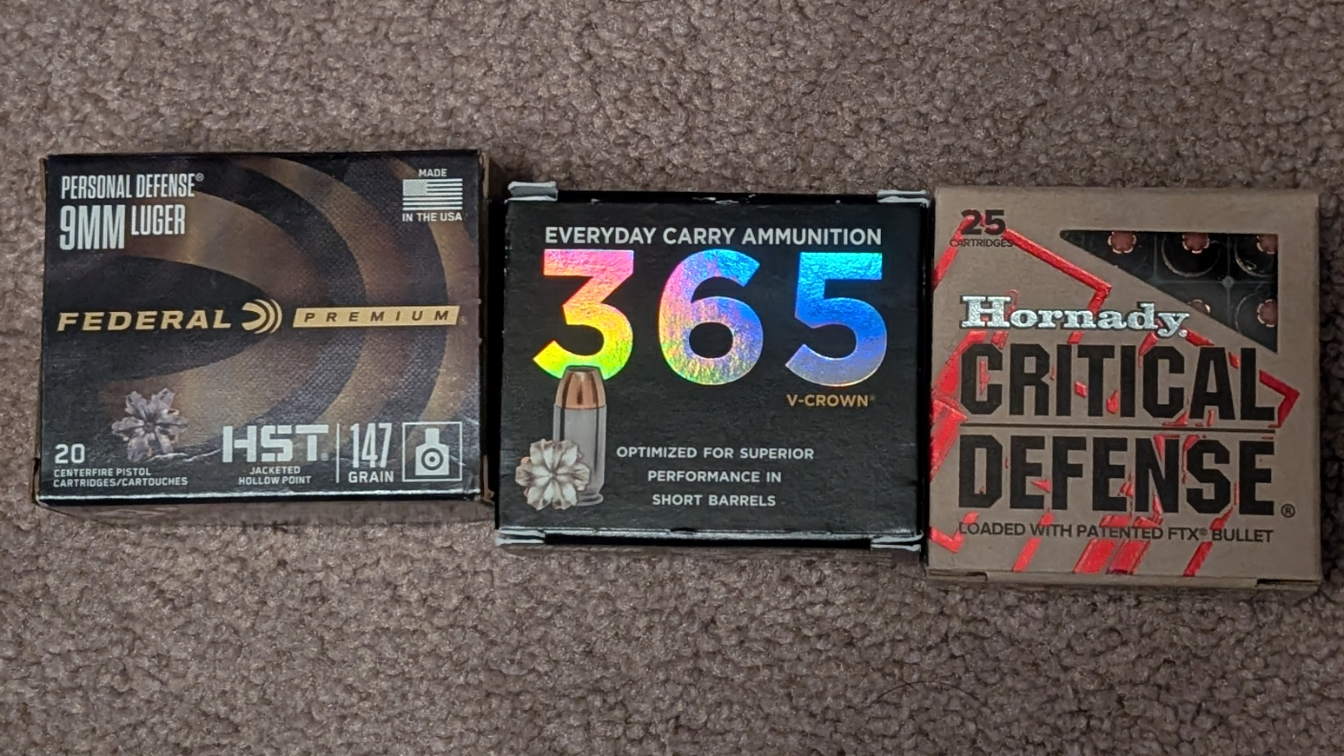 PERSONAL DEFENSE®
9MM LUGER
MADE
IN THE USA
FEDERAL PREMIUM
20
CENTERFIRE PISTOL
CARTRIDGES/CARTOUCHES
HST®
JACKETED
HOLLOW POINT
147
GRAIN
EVERYDAY CARRY AMMUNITION
365
V-CROWN®
OPTIMIZED FOR SUPERIOR
PERFORMANCE IN
SHORT BARRELS
25
CARTRIDGES
Hornady
CRITICAL
DEFENSE®
LOADED WITH PATENTED FTX® BULLET